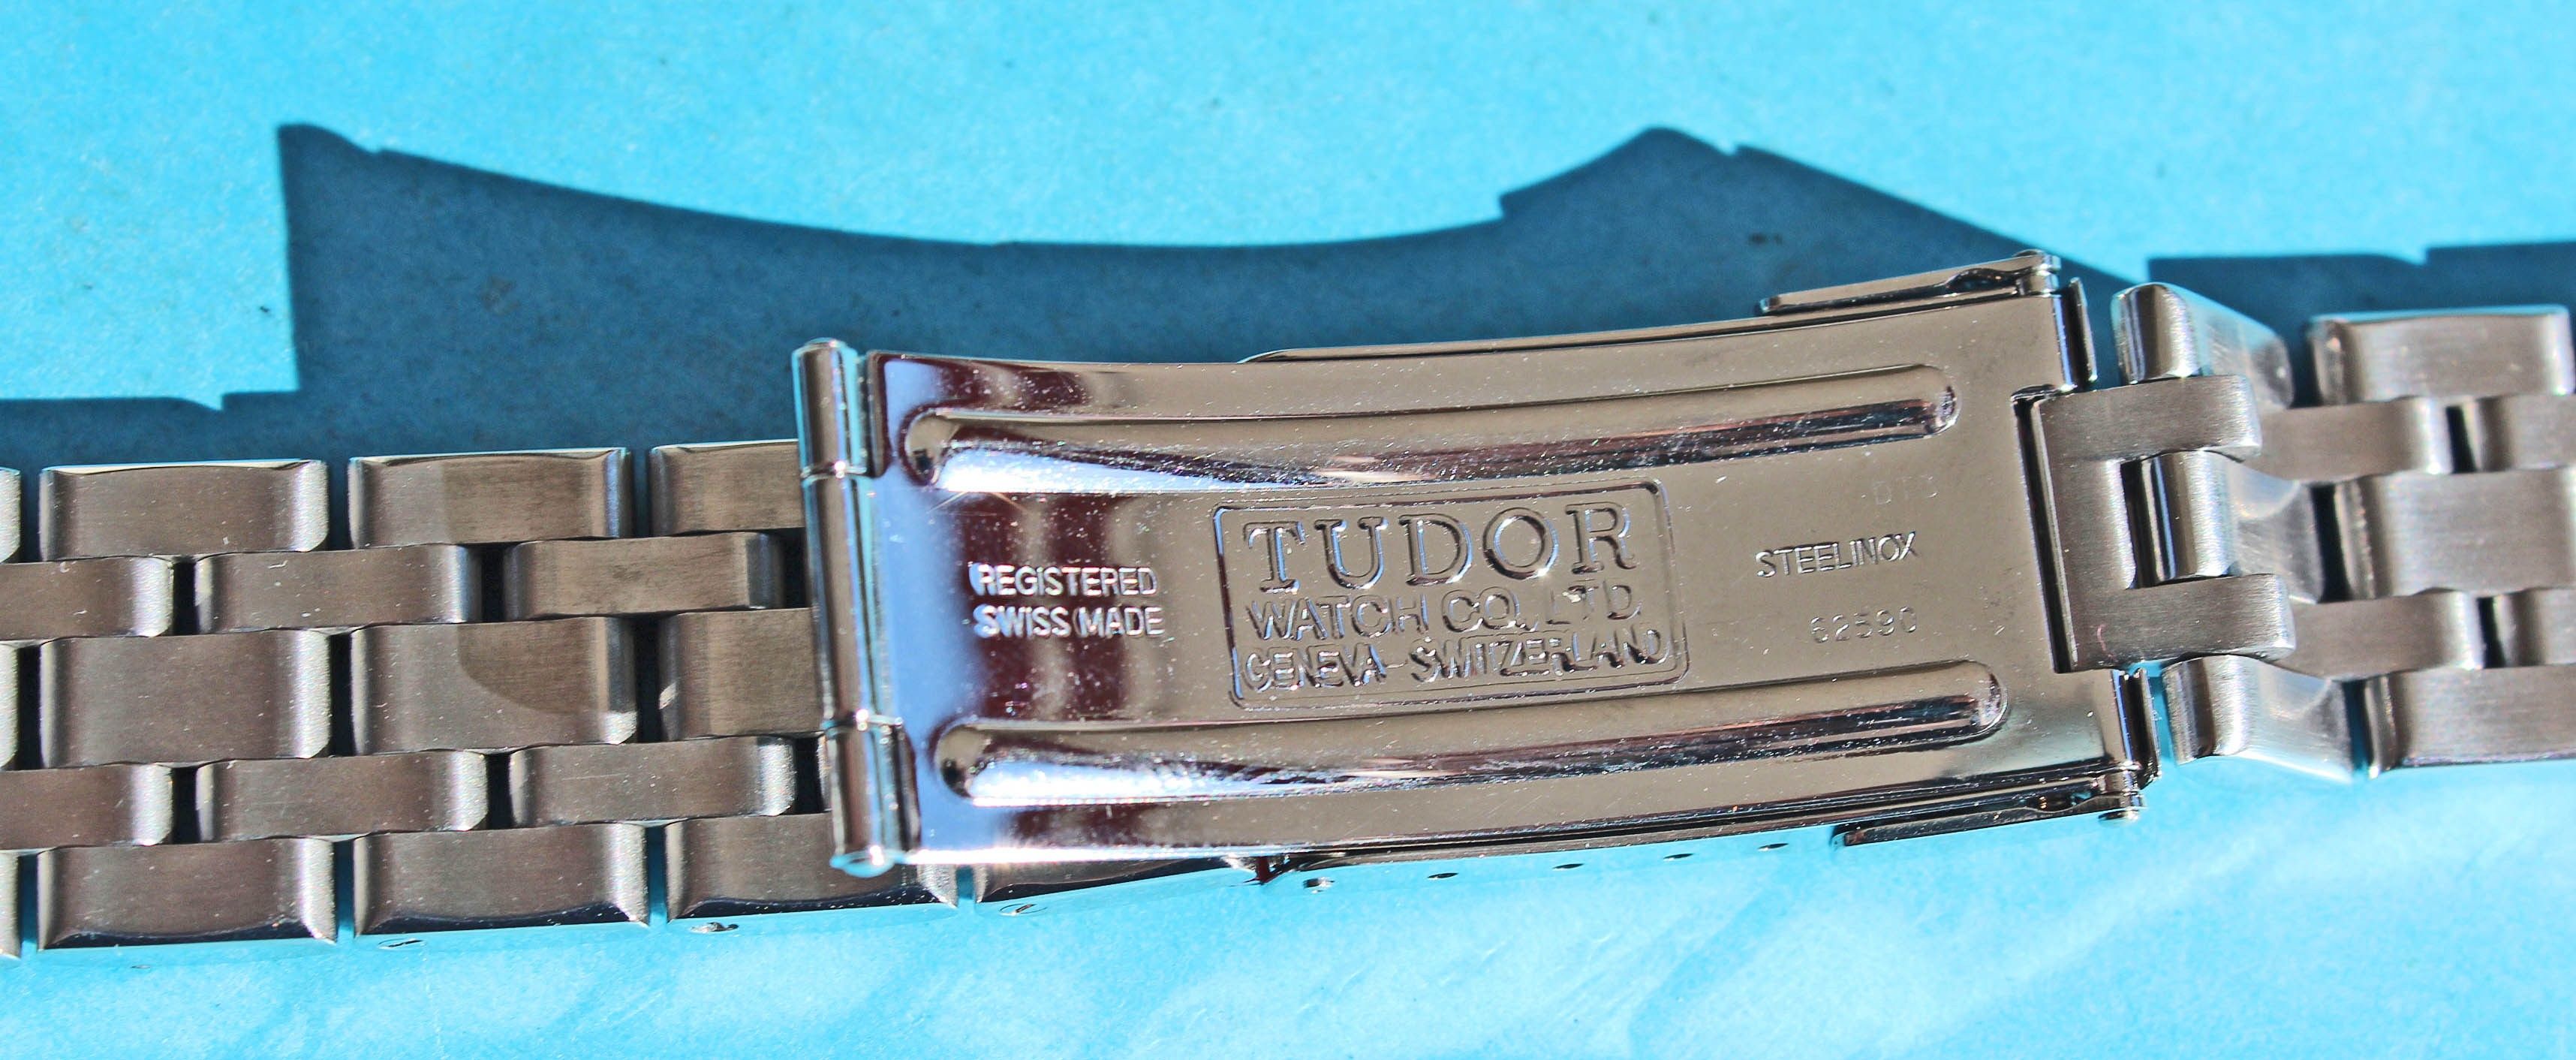 REGISTERED
SWISS MADE
TUDOR
WATCH CO. LTD
GENEVA-SWITZERLAND
STEELINOX
62590